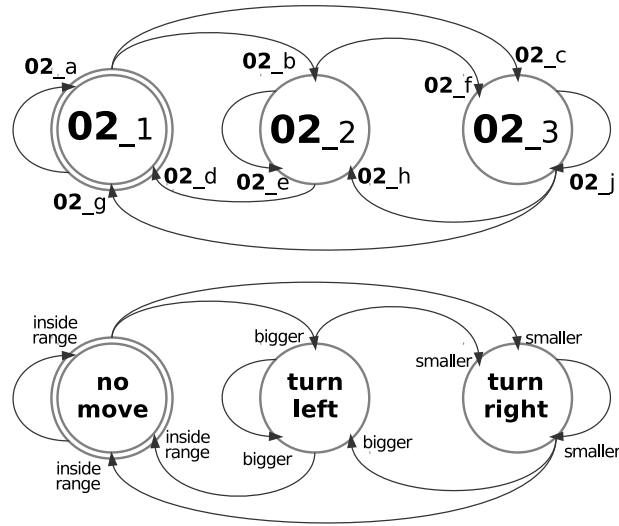 02_a
02_b
02_c
02_f
02_1
02_2
02_3
02_d
02_e
02_h
02_j
02_g
inside
range
bigger
smaller
smaller
no
move
turn
left
turn
right
inside
range
bigger
bigger
smaller
inside
range